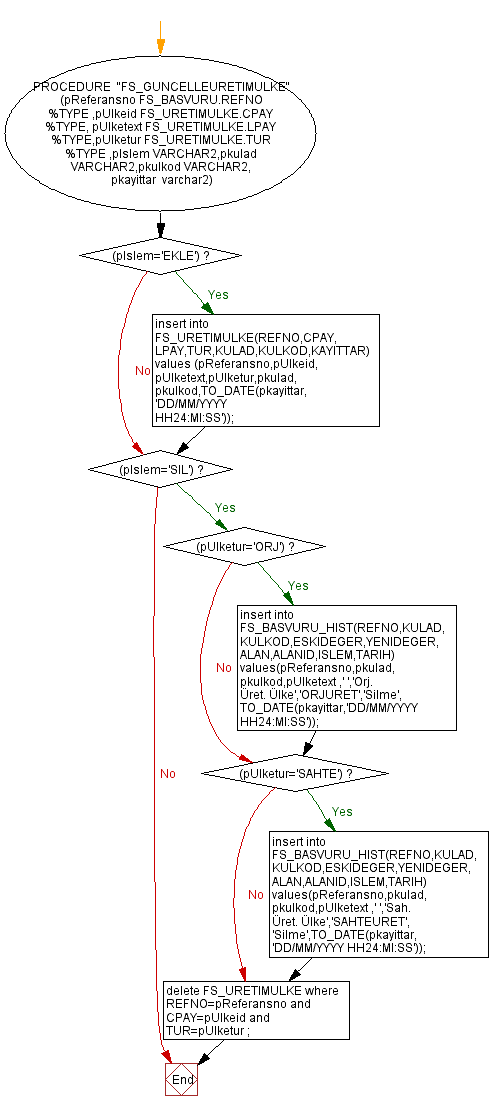 PROCEDURE "FS_GUNCELLEURETIMULKE"
(pReferansno FS_BASVURU.REFNO
%TYPE ,pUlkeid FS_URETIMULKE.CPAY
%TYPE, pUlketext FS_URETIMULKE.LPAY
%TYPE,pUlketur FS_URETIMULKE.TUR
%TYPE ,pIslem VARCHAR2,pkulad
VARCHAR2,pkulkod VARCHAR2,
pkayittar varchar2)
(pIslem='EKLE') ?
Yes
insert into
FS_URETIMULKE(REFNO,CPAY,
LPAY,TUR,KULAD,KULKOD,KAYITTAR)
values (pReferansno,pUlkeid,
pUlketext,pUlketur,pkulad,
pkulkod,TO_DATE(pkayittar,
'DD/MM/YYYY
HH24:MI:SS'));
No
(pIslem='SIL') ?
Yes
(pUlketur='ORJ') ?
Yes
insert into
FS_BASVURU_HIST(REFNO,KULAD,
KULKOD,ESKIDEGER,YENIDEGER,
ALAN,ALANID,ISLEM,TARIH)
values(pReferansno,pkulad,
pkulkod,pUlketext ,' ','Orj.
Üret. Ülke','ORJURET','Silme',
TO_DATE(pkayittar,'DD/MM/YYYY
HH24:MI:SS'));
No
(pUlketur='SAHTE') ?
No
Yes
insert into
FS_BASVURU_HIST(REFNO,KULAD,
KULKOD,ESKIDEGER,YENIDEGER,
ALAN,ALANID,ISLEM,TARIH)
values(pReferansno,pkulad,
pkulkod,pUlketext ,' ','Sah.
Üret. Ülke','SAHTEURET',
'Silme',TO_DATE(pkayittar,
'DD/MM/YYYY HH24:MI:SS'));
No
delete FS_URETIMULKE where
REFNO=pReferansno and
CPAY=pUlkeid and
TUR=pUlketur ;
End